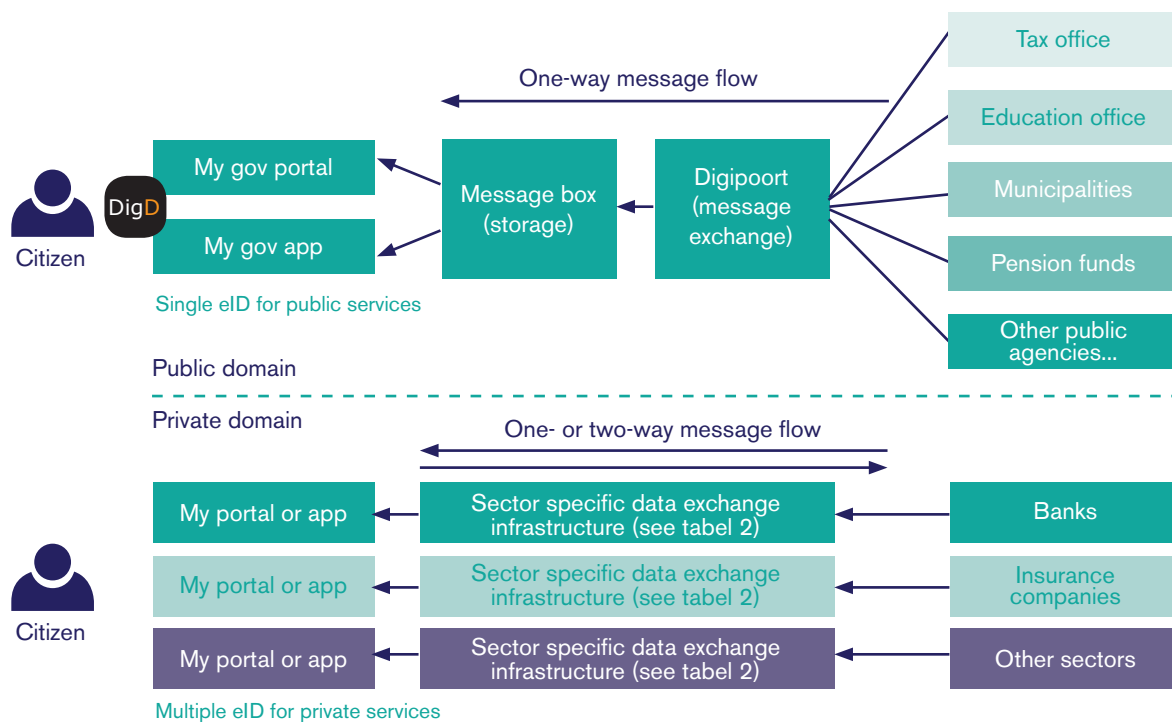 Tax office
One-way message flow
Education office
My gov portal
Message box
(storage)
Digipoort
(message
exchange)
Municipalities
DigD
My gov app
Citizen
Pension funds
Single eID for public services
Other public
agencies...
Public domain
Private domain
One- or two-way message flow
My portal or app
Sector specific data exchange
infrastructure (see tabel 2)
Banks
My portal or app
Sector specific data exchange
infrastructure (see tabel 2)
Insurance
companies
Citizen
My portal or app
Sector specific data exchange
infrastructure (see tabel 2)
Other sectors
Multiple eID for private services